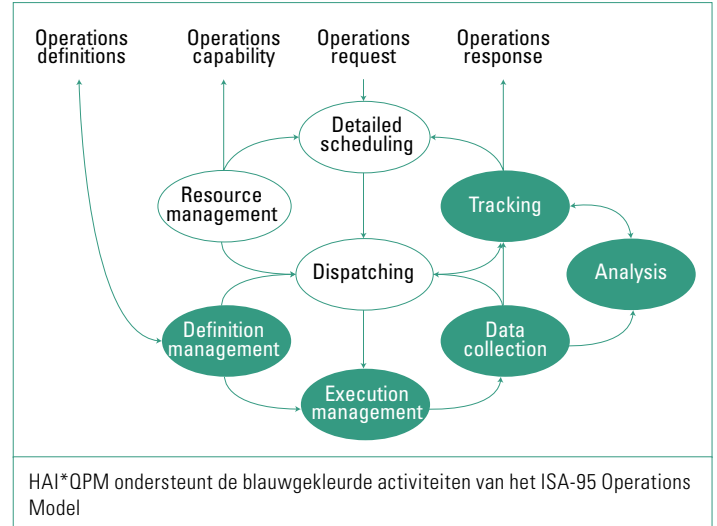 Operations
definitions
Operations
capability
Operations
request
Operations
response
Detailed
scheduling
Resource
management
Tracking
Dispatching
Analysis
Definition
management
Data
collection
Execution
management
HAI*QPM ondersteunt de blauwgekleurde activiteiten van het ISA-95 Operations
Model